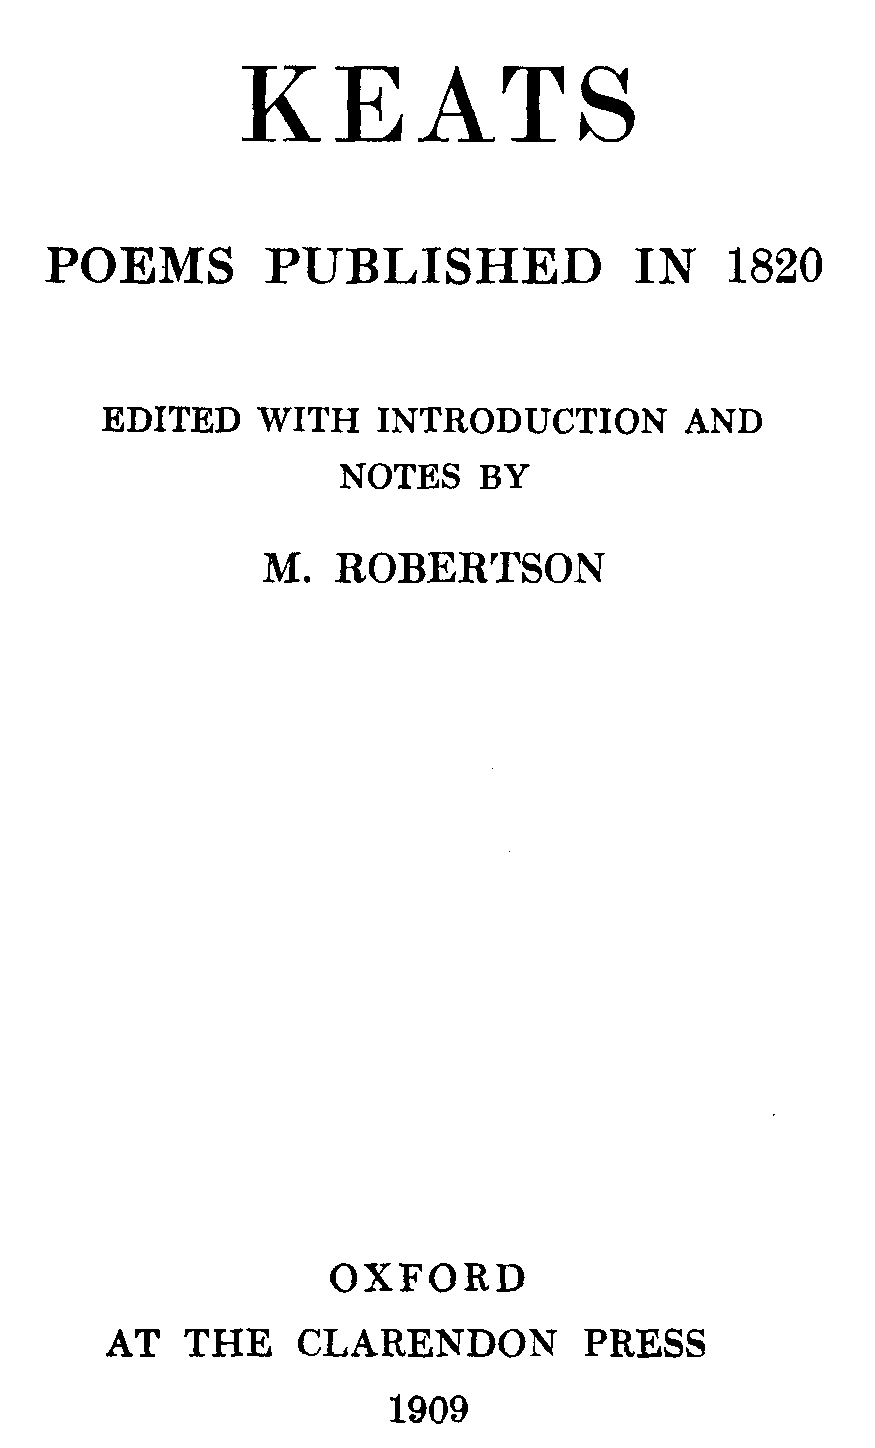 KEATS
POEMS PUBLISHED IN 1820
EDITED WITH INTRODUCTION AND
NOTES BY
M. ROBERTSON
OXFORD
AT THE CLARENDON PRESS
1909